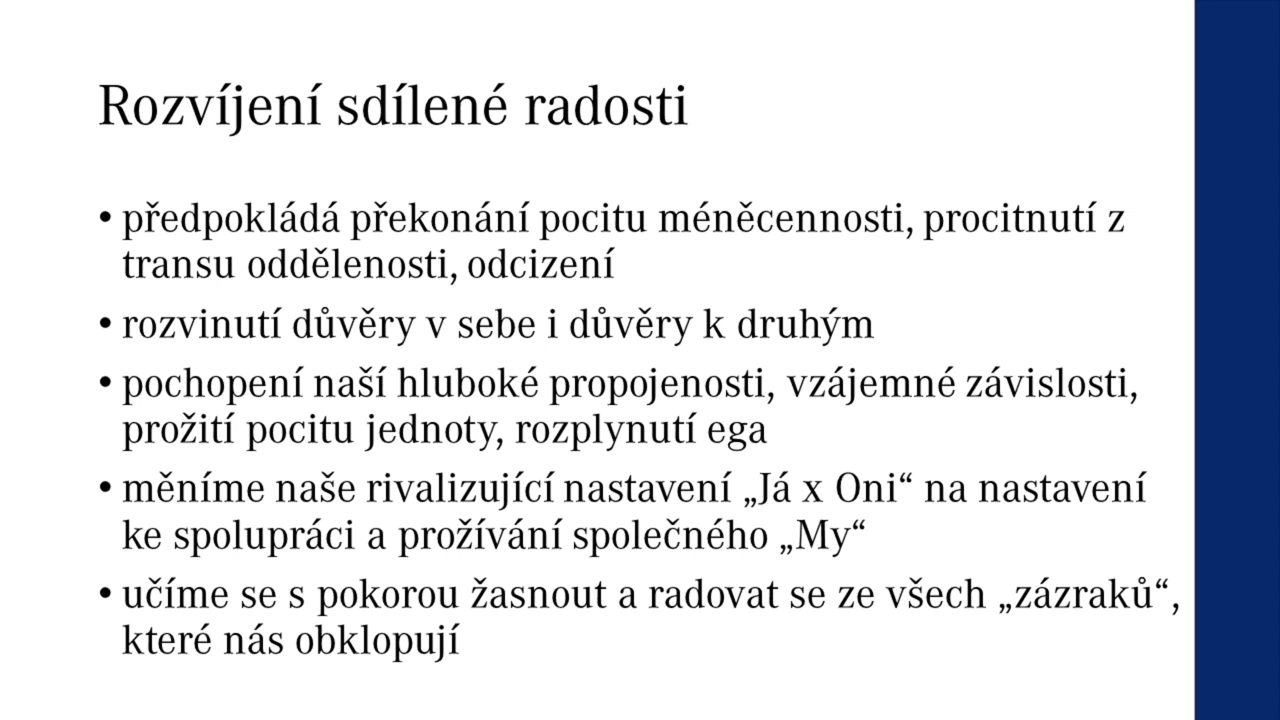 Rozvíjení sdílené radosti
• předpokládá překonání pocitu méněcennosti, procitnutí z
transu oddělenosti, odcizení
• rozvinutí důvěry v sebe i důvěry k druhým
• pochopení naší hluboké propojenosti, vzájemné závislosti,
prožití pocitu jednoty, rozplynutí ega
• měníme naše rivalizující nastavení „Já x Oni“ na nastavení
ke spolupráci a prožívání společného „My“
• učíme se s pokorou žasnout a radovat se ze všech „zázraků“,
které nás obklopují